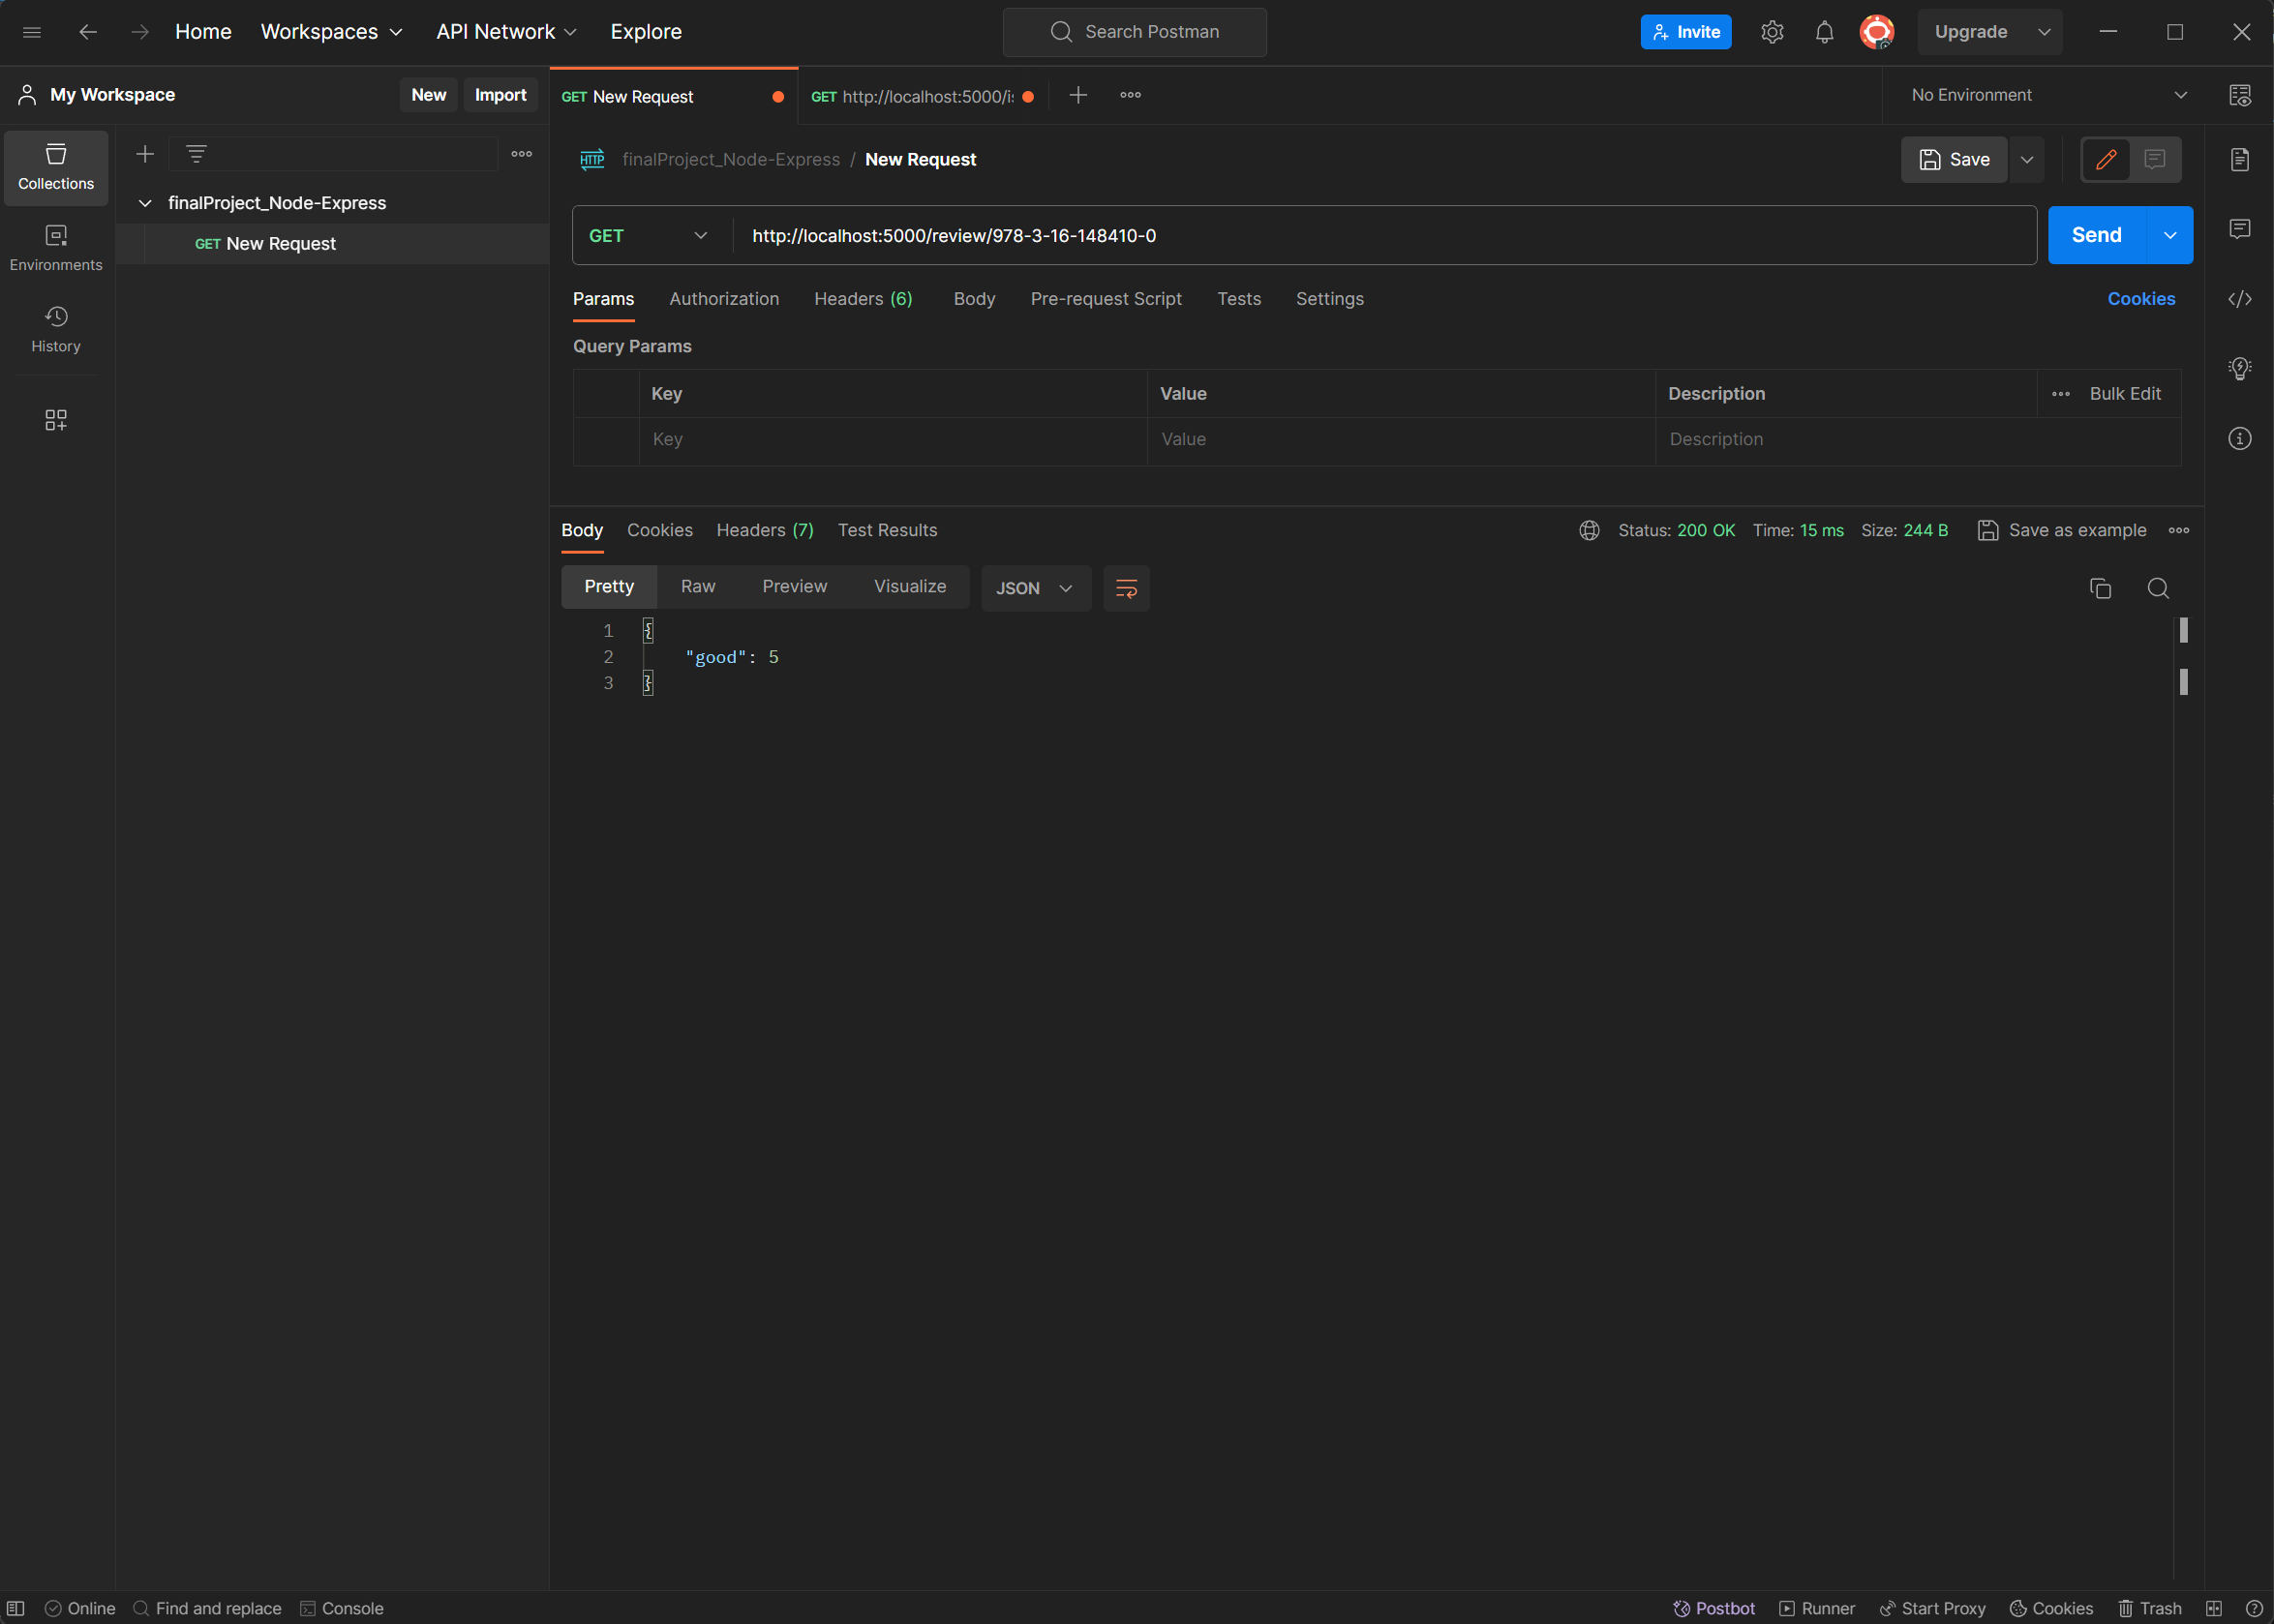 Home Workspaces API Network Explore Search Postman Invite Upgrade
My Workspace New Import GET New Request GET http://localhost:5000/i No Environment
Collections
Environments
History
finalProject_Node-Express
GET New Request
HTTP finalProject_Node-Express / New Request Save
GET http://localhost:5000/review/978-3-16-148410-0 Send
Params Authorization Headers (6) Body Pre-request Script Tests Settings Cookies
Query Params
Key Value Description Bulk Edit
Key Value Description
Body Cookies Headers (7) Test Results Status: 200 OK Time: 15 ms Size: 244 B Save as example
Pretty Raw Preview Visualize JSON
1 {
2 "good": 5
3 }
Online Find and replace Console Postbot Runner Start Proxy Cookies Trash